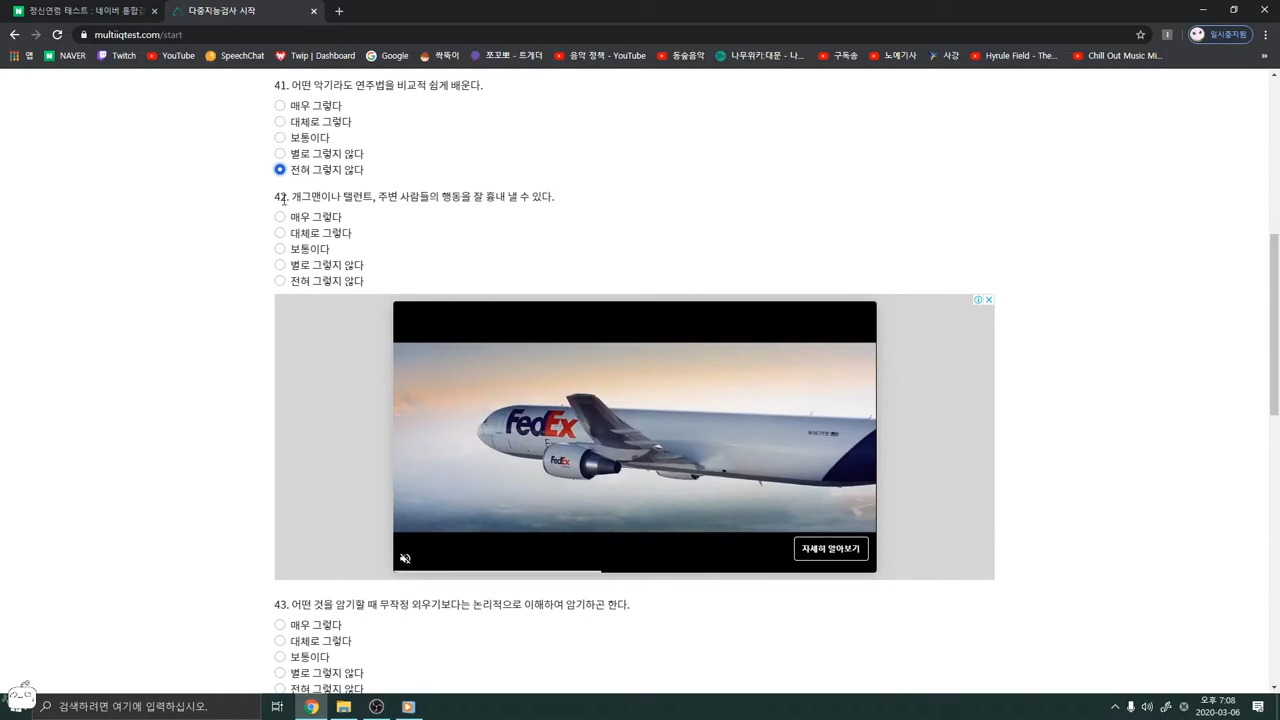 정신연령 테스트 : 네이버 통합검
다중지능검사 시작
multiqtest.com/start
일시중지됨
앱
NAVER
Twitch
YouTube
SpeechChat
Google
싹뚝이
쪼꼬뽀 - 트게더
음악 정책 - YouTube
동숲음악
나무위키:대문 - 나...
구독송
노예기사
사강
Hyrule Field - The...
Chill Out Music Mi...
41. 어떤 악기라도 연주법을 비교적 쉽게 배운다.
매우 그렇다
대체로 그렇다
보통이다
별로 그렇지 않다
전혀 그렇지 않다
42. 개그맨이나 탤런트, 주변 사람들의 행동을 잘 흉내 낼 수 있다.
매우 그렇다
대체로 그렇다
보통이다
별로 그렇지 않다
전혀 그렇지 않다
FedEx
FedEx
자세히 알아보기
43. 어떤 것을 암기할 때 무작정 외우기보다는 논리적으로 이해하여 암기하곤 한다.
매우 그렇다
대체로 그렇다
보통이다
별로 그렇지 않다
전혀 그렇지 않다
검색하려면 여기에 입력하십시오.
오후 7:08
2020-03-06